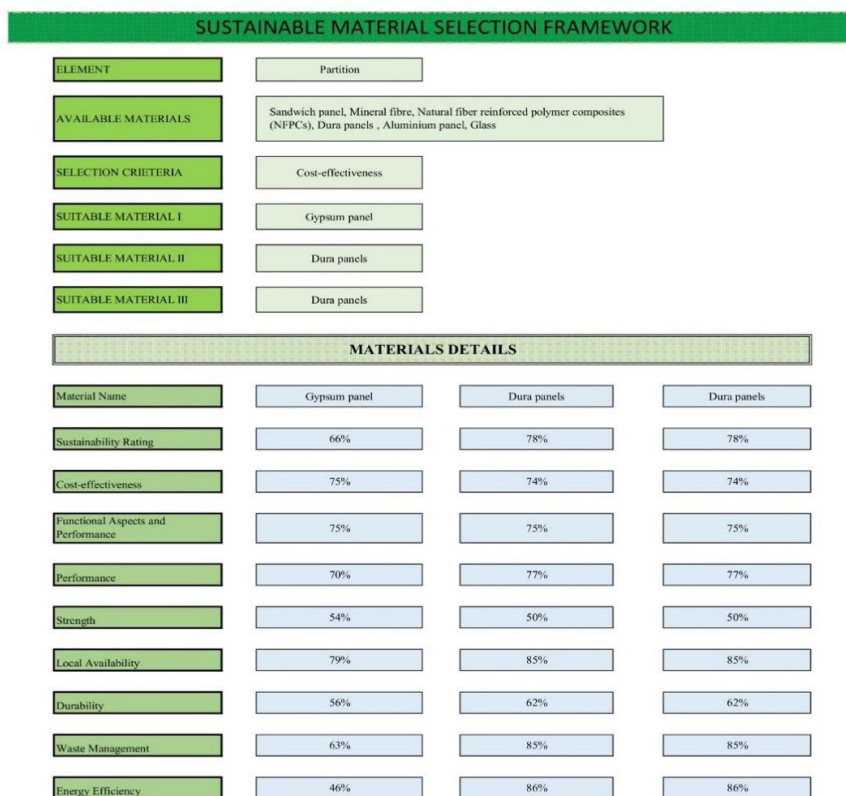 SUSTAINABLE MATERIAL SELECTION FRAMEWORK
ELEMENT
Partition
AVAILABLE MATERIALS
Sandwich panel, Mineral fibre, Natural fiber reinforced polymer composites
(NFPCs), Dura panels , Aluminium panel, Glass
SELECTION CRIETERIA
Cost-effectiveness
SUITABLE MATERIAL I
Gypsum panel
SUITABLE MATERIAL II
Dura panels
SUITABLE MATERIAL III
Dura panels
MATERIALS DETAILS
Material Name
Gypsum panel
Dura panels
Dura panels
Sustainability Rating
66%
78%
78%
Cost-effectiveness
75%
74%
74%
Functional Aspects and
Performance
75%
75%
75%
Performance
70%
77%
77%
Strength
54%
50%
50%
Local Availability
79%
85%
85%
Durability
56%
62%
62%
Waste Management
63%
85%
85%
Energy Efficiency
46%
86%
86%